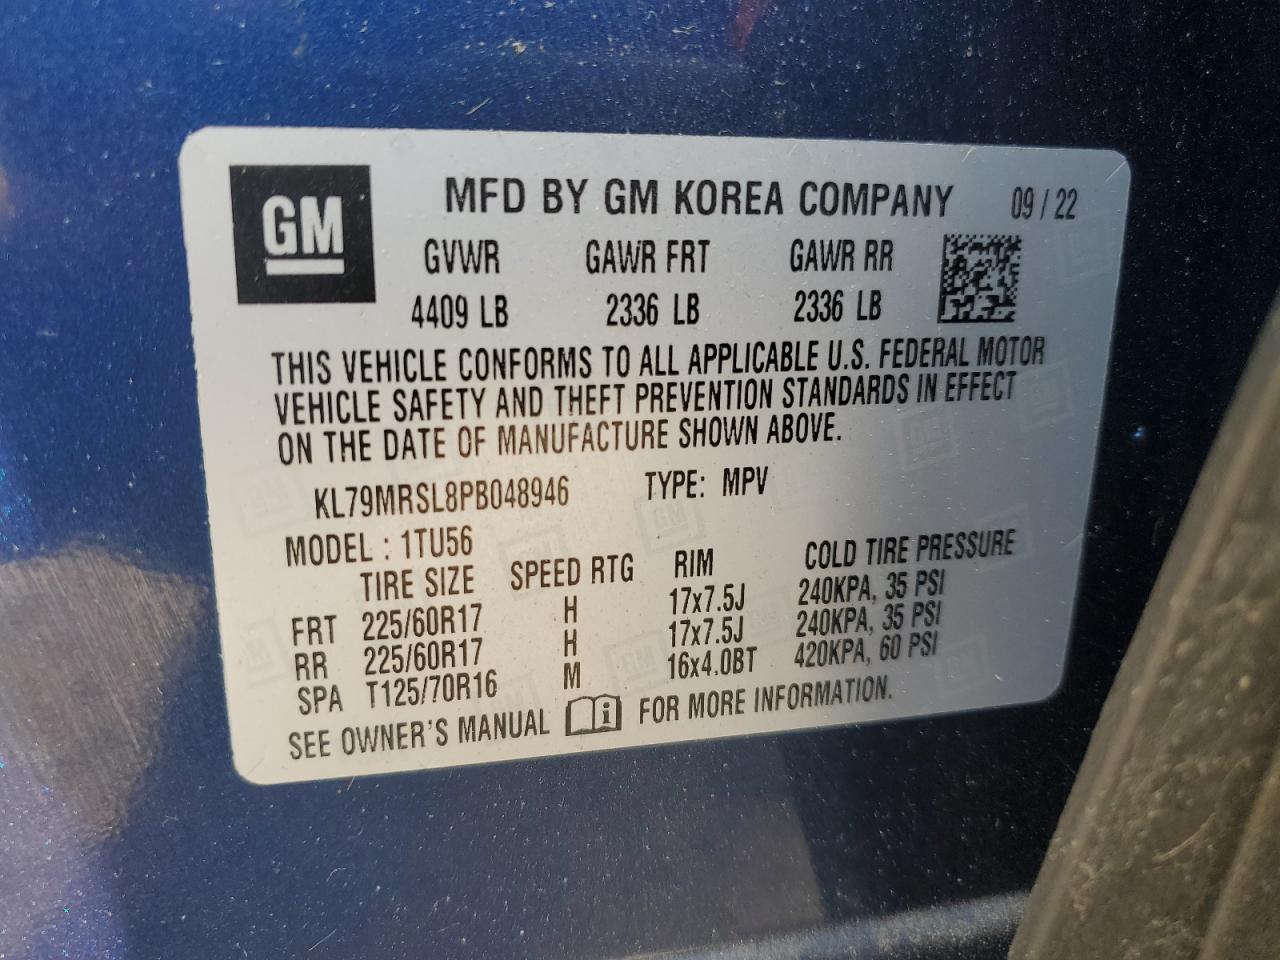 GM
MFD BY GM KOREA COMPANY 09 / 22
GVWR GAWR FRT GAWR RR
4409 LB 2336 LB 2336 LB
THIS VEHICLE CONFORMS TO ALL APPLICABLE U.S. FEDERAL MOTOR
VEHICLE SAFETY AND THEFT PREVENTION STANDARDS IN EFFECT
ON THE DATE OF MANUFACTURE SHOWN ABOVE.
KL79MRSL8PB048946 TYPE: MPV
MODEL : 1TU56
TIRE SIZE SPEED RTG RIM COLD TIRE PRESSURE
FRT 225/60R17 H 17x7.5J 240KPA, 35 PSI
RR 225/60R17 H 17x7.5J 240KPA, 35 PSI
SPA T125/70R16 M 16x4.0BT 420KPA, 60 PSI
SEE OWNER'S MANUAL i FOR MORE INFORMATION.